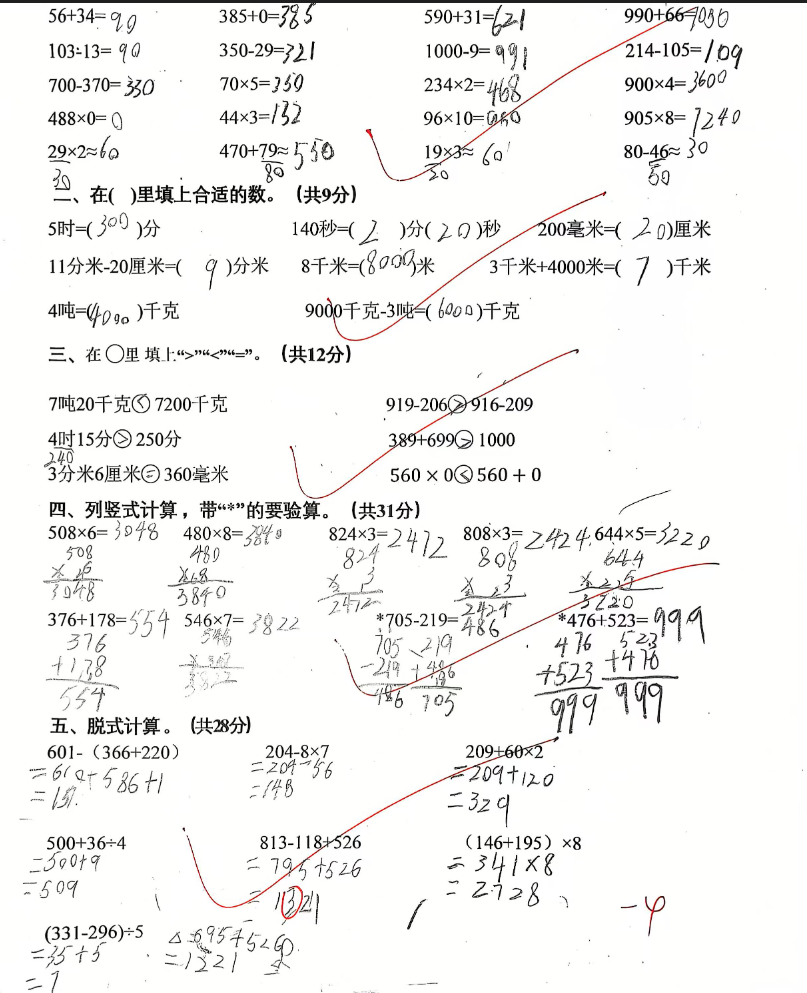 56+34=90 385+0=385 590+31=621 990+66=1056
103-13=90 350-29=321 1000-9=991 214-105=109
700-370=330 70×5=350 234×2=468 900×4=3600
488×0=0 44×3=132 96×10=960 905×8=7240
29×2≈60 470+79≈550 19×3≈60 80-46≈30
30 80 20 50
二、在( )里填上合适的数。（共9分）
5时=(300)分 140秒=(2)分(20)秒 200毫米=(20)厘米
11分米-20厘米=(9)分米 8千米=(8000)米 3千米+4000米=(7)千米
4吨=(4000)千克 9000千克-3吨=(6000)千克
三、在○里填上“>”“<”“=”。（共12分）
7吨20千克<7200千克 919-206>916-209
4时15分>250分 389+699>1000
240
3分米6厘米=360毫米 560×0<560+0
四、列竖式计算，带“*”的要验算。（共31分）
508×6=3048 480×8=3840 824×3=2472 808×3=2424 644×5=3220
508 480 824 808 644
3048 3840 2472 2424 3220
376+178=554 546×7=3822 *705-219=486 *476+523=999
376 546 705 219 476 523
-219 +486 +523 +476
554 3822 486 705 999 999
五、脱式计算。（共28分）
601-（366+220） 204-8×7 209+60×2
=204-56 =209+120
=148 =329
500+36÷4 813-118+526 （146+195）×8
=500+9 =795+526 =341×8
=509 =1321 =2728
-4
(331-296)÷5 695+526
=35÷5 =1221
=7